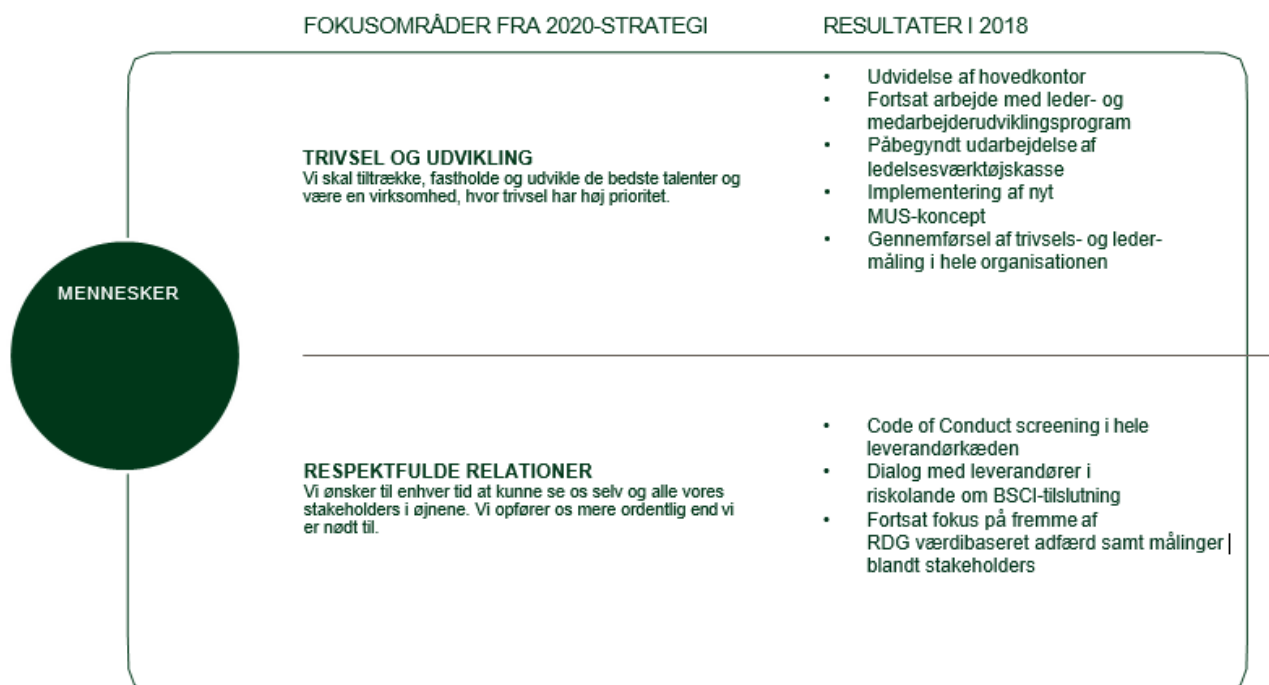 FOKUSOMRÅDER FRA 2020-STRATEGI
RESULTATER I 2018
MENNESKER
TRIVSEL OG UDVIKLING
Vi skal tiltrække, fastholde og udvikle de bedste talenter og
være en virksomhed, hvor trivsel har høj prioritet.
• Udvidelse af hovedkontor
• Fortsat arbejde med leder- og
medarbejderudviklingsprogram
• Påbegyndt udarbejdelse af
ledelsesværktøjskasse
• Implementering af nyt
MUS-koncept
• Gennemførsel af trivsels- og leder-
måling i hele organisationen
RESPEKTFULDE RELATIONER
Vi ønsker til enhver tid at kunne se os selv og alle vores
stakeholders i øjnene. Vi opfører os mere ordentlig end vi
er nødt til.
• Code of Conduct screening i hele
leverandørkæden
• Dialog med leverandører i
riskolande om BSCI-tilslutning
• Fortsat fokus på fremme af
RDG værdibaseret adfærd samt målinger
blandt stakeholders